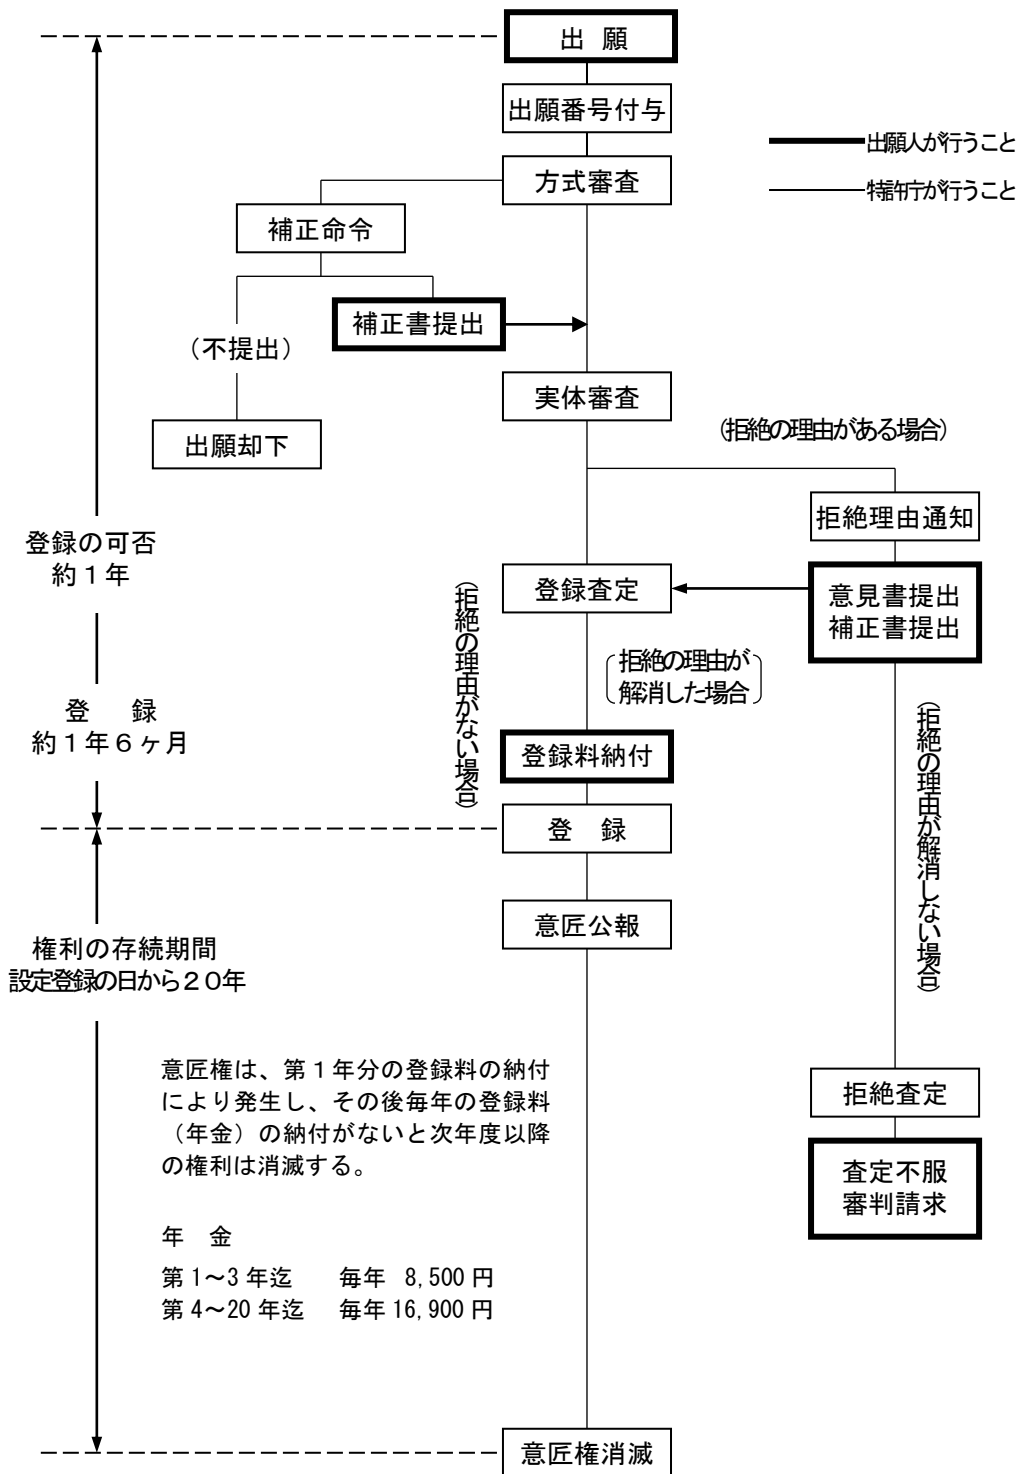 出 願
出願番号付与
出願人が行うこと
方式審査
特許庁が行うこと
補正命令
補正書提出
（不提出）
実体審査
出願却下
（拒絶の理由がある場合）
拒絶理由通知
登録の可否
約１年
登録査定
意見書提出
補正書提出
（拒絶の理由がない場合）
拒絶の理由が
解消した場合
登 録
約１年６ヶ月
（拒絶の理由が解消しない場合）
登録料納付
登 録
意匠公報
権利の存続期間
設定登録の日から２０年
意匠権は、第１年分の登録料の納付
により発生し、その後毎年の登録料
（年金）の納付がないと次年度以降
の権利は消滅する。
拒絶査定
査定不服
審判請求
年 金
第 1～3 年迄 毎年 8,500 円
第 4～20 年迄 毎年 16,900 円
意匠権消滅